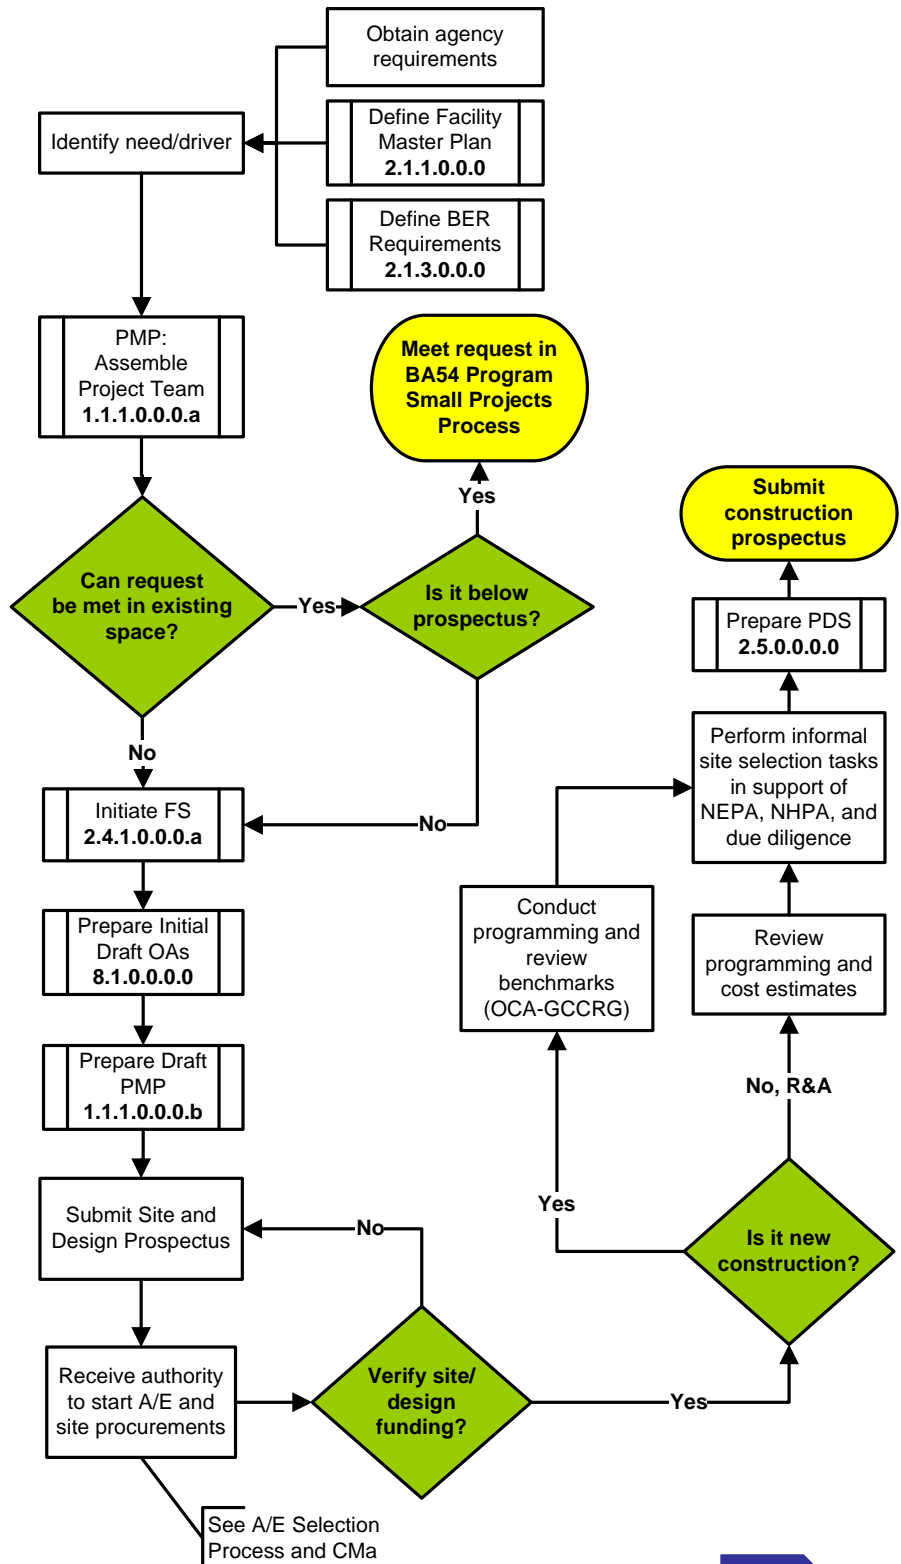 Obtain agency
requirements
Identify need/driver
Define Facility
Master Plan
2.1.1.0.0.0
Define BER
Requirements
2.1.3.0.0.0
PMP:
Assemble
Project Team
1.1.1.0.0.0.a
Meet request in
BA54 Program
Small Projects
Process
Yes
Can request
be met in existing
space?
Yes
Is it below
prospectus?
No
No
Initiate FS
2.4.1.0.0.0.a
Prepare Initial
Draft OAs
8.1.0.0.0.0
Prepare Draft
PMP
1.1.1.0.0.0.b
Submit Site and
Design Prospectus
No
Receive authority
to start A/E and
site procurements
See A/E Selection
Process and CMa
Verify site/
design
funding?
Yes
Is it new
construction?
Yes
No, R&A
Conduct
programming and
review
benchmarks
(OCA-GCCRG)
Review
programming and
cost estimates
Perform informal
site selection tasks
in support of
NEPA, NHPA, and
due diligence
Prepare PDS
2.5.0.0.0.0
Submit
construction
prospectus